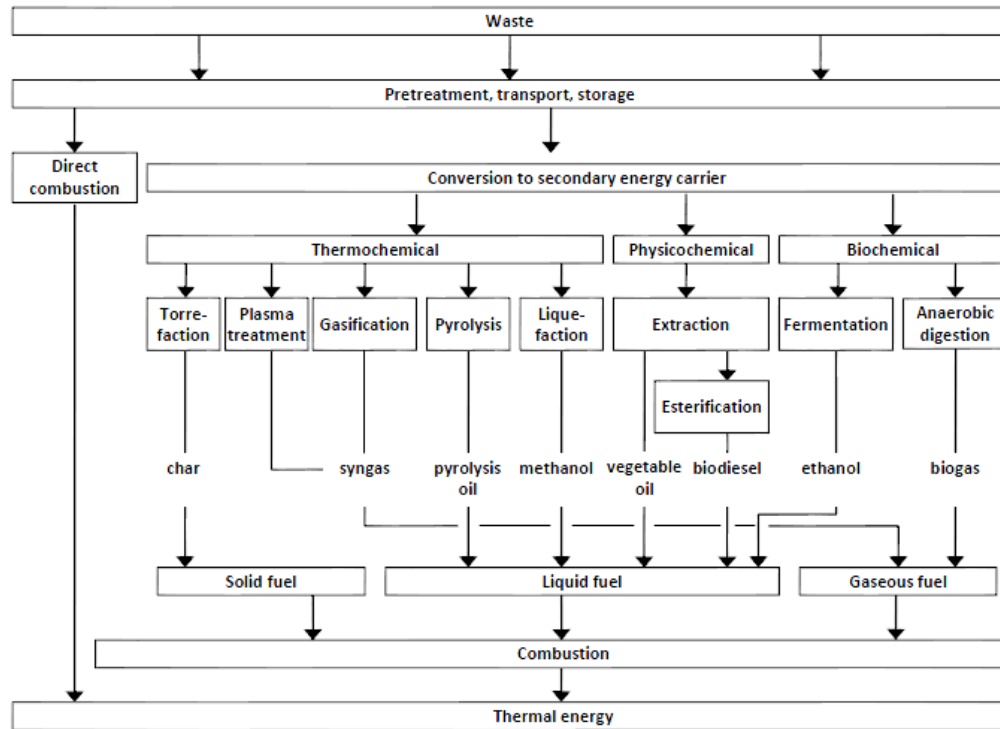 Waste
Pretreatment, transport, storage
Direct
combustion
Conversion to secondary energy carrier
Thermochemical
Physicochemical
Biochemical
Torre-
faction
Plasma
treatment
Gasification
Pyrolysis
Lique-
faction
Extraction
Fermentation
Anaerobic
digestion
Esterification
char
syngas
pyrolysis
oil
methanol
vegetable
oil
biodiesel
ethanol
biogas
Solid fuel
Liquid fuel
Gaseous fuel
Combustion
Thermal energy